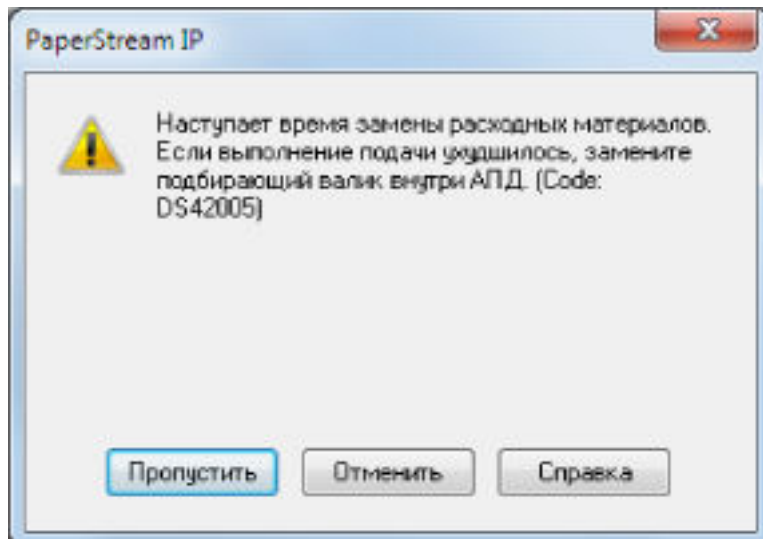 PaperStream IP
Наступает время замены расходных материалов.
Если выполнение подачи ухудшилось, замените
подбирающий валик внутри АПД. (Code:
DS42005)
Пропустить Отменить Справка